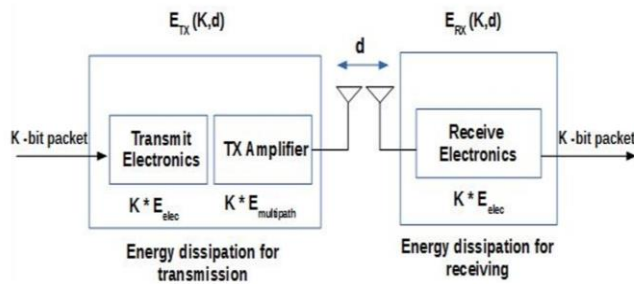 E_TX (K,d)
E_RX (K,d)
d
K -bit packet
Transmit
Electronics
TX Amplifier
Receive
Electronics
K -bit packet
K * E_elec
K * E_multipath
K * E_elec
Energy dissipation for
transmission
Energy dissipation for
receiving